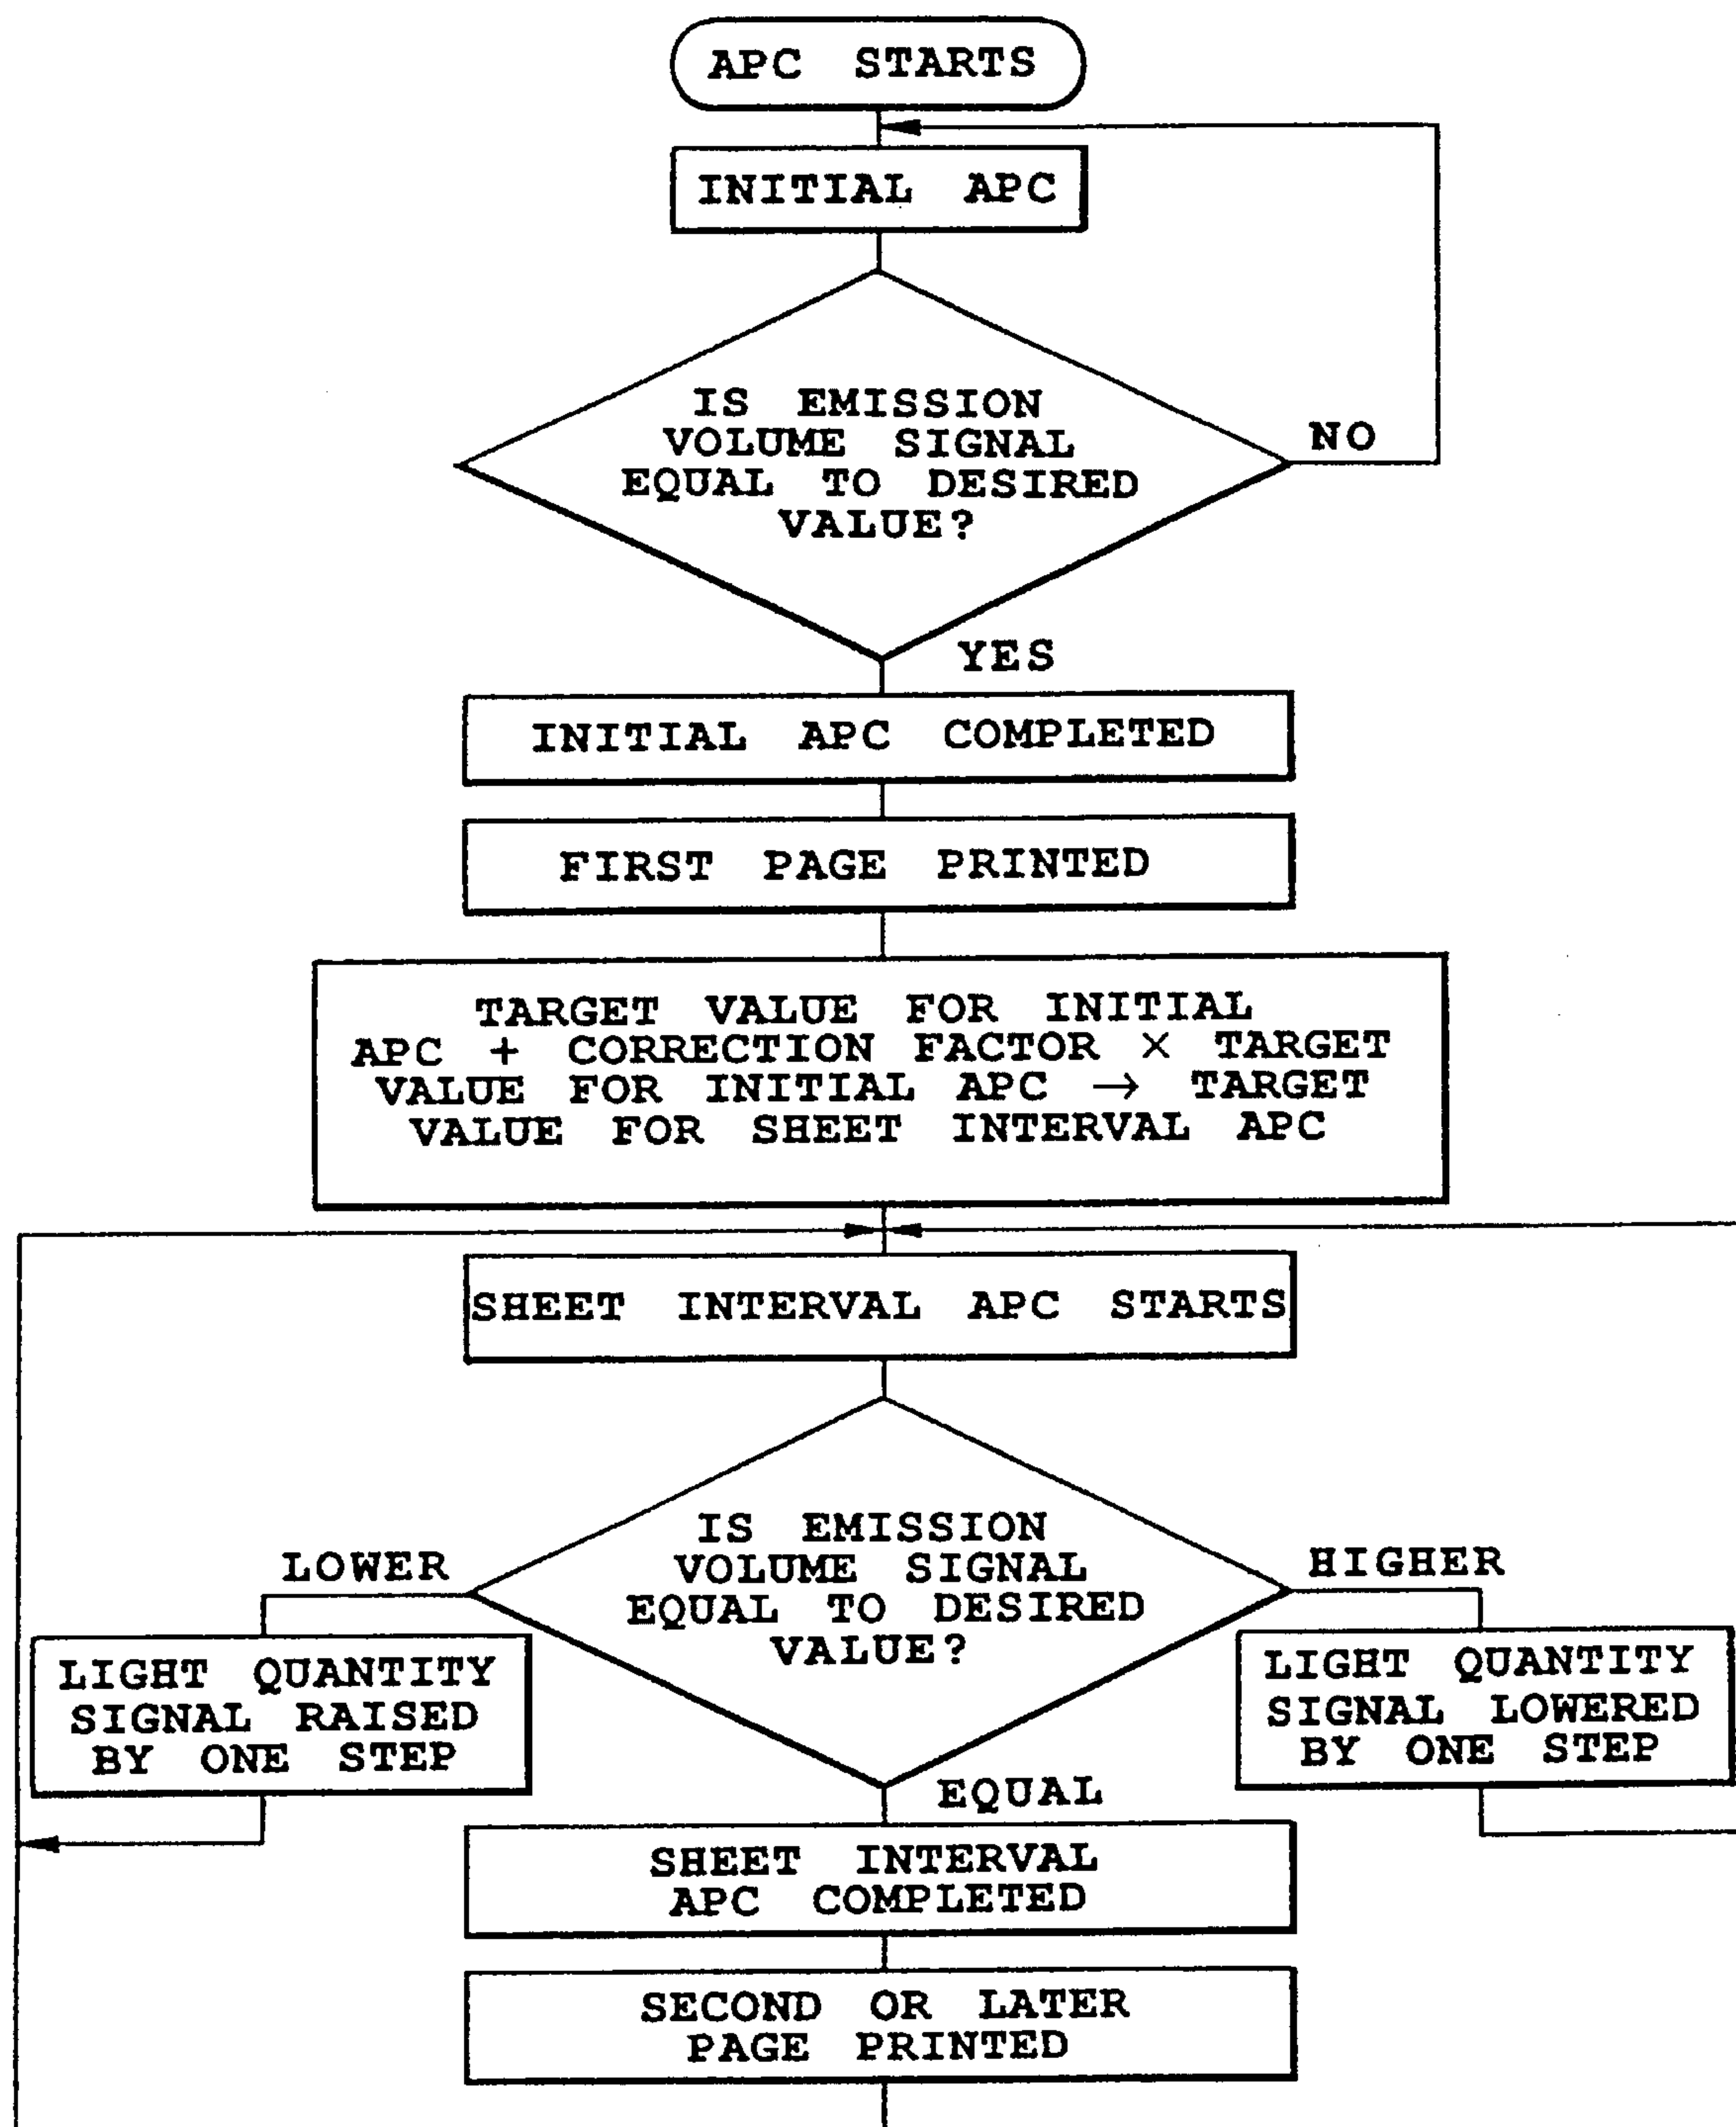 APC STARTS
INITIAL APC
IS EMISSION
VOLUME SIGNAL
EQUAL TO DESIRED
VALUE?
NO
YES
INITIAL APC COMPLETED
FIRST PAGE PRINTED
TARGET VALUE FOR INITIAL
APC + CORRECTION FACTOR × TARGET
VALUE FOR INITIAL APC → TARGET
VALUE FOR SHEET INTERVAL APC
SHEET INTERVAL APC STARTS
IS EMISSION
VOLUME SIGNAL
EQUAL TO DESIRED
VALUE?
LOWER
HIGHER
LIGHT QUANTITY
SIGNAL RAISED
BY ONE STEP
LIGHT QUANTITY
SIGNAL LOWERED
BY ONE STEP
EQUAL
SHEET INTERVAL
APC COMPLETED
SECOND OR LATER
PAGE PRINTED